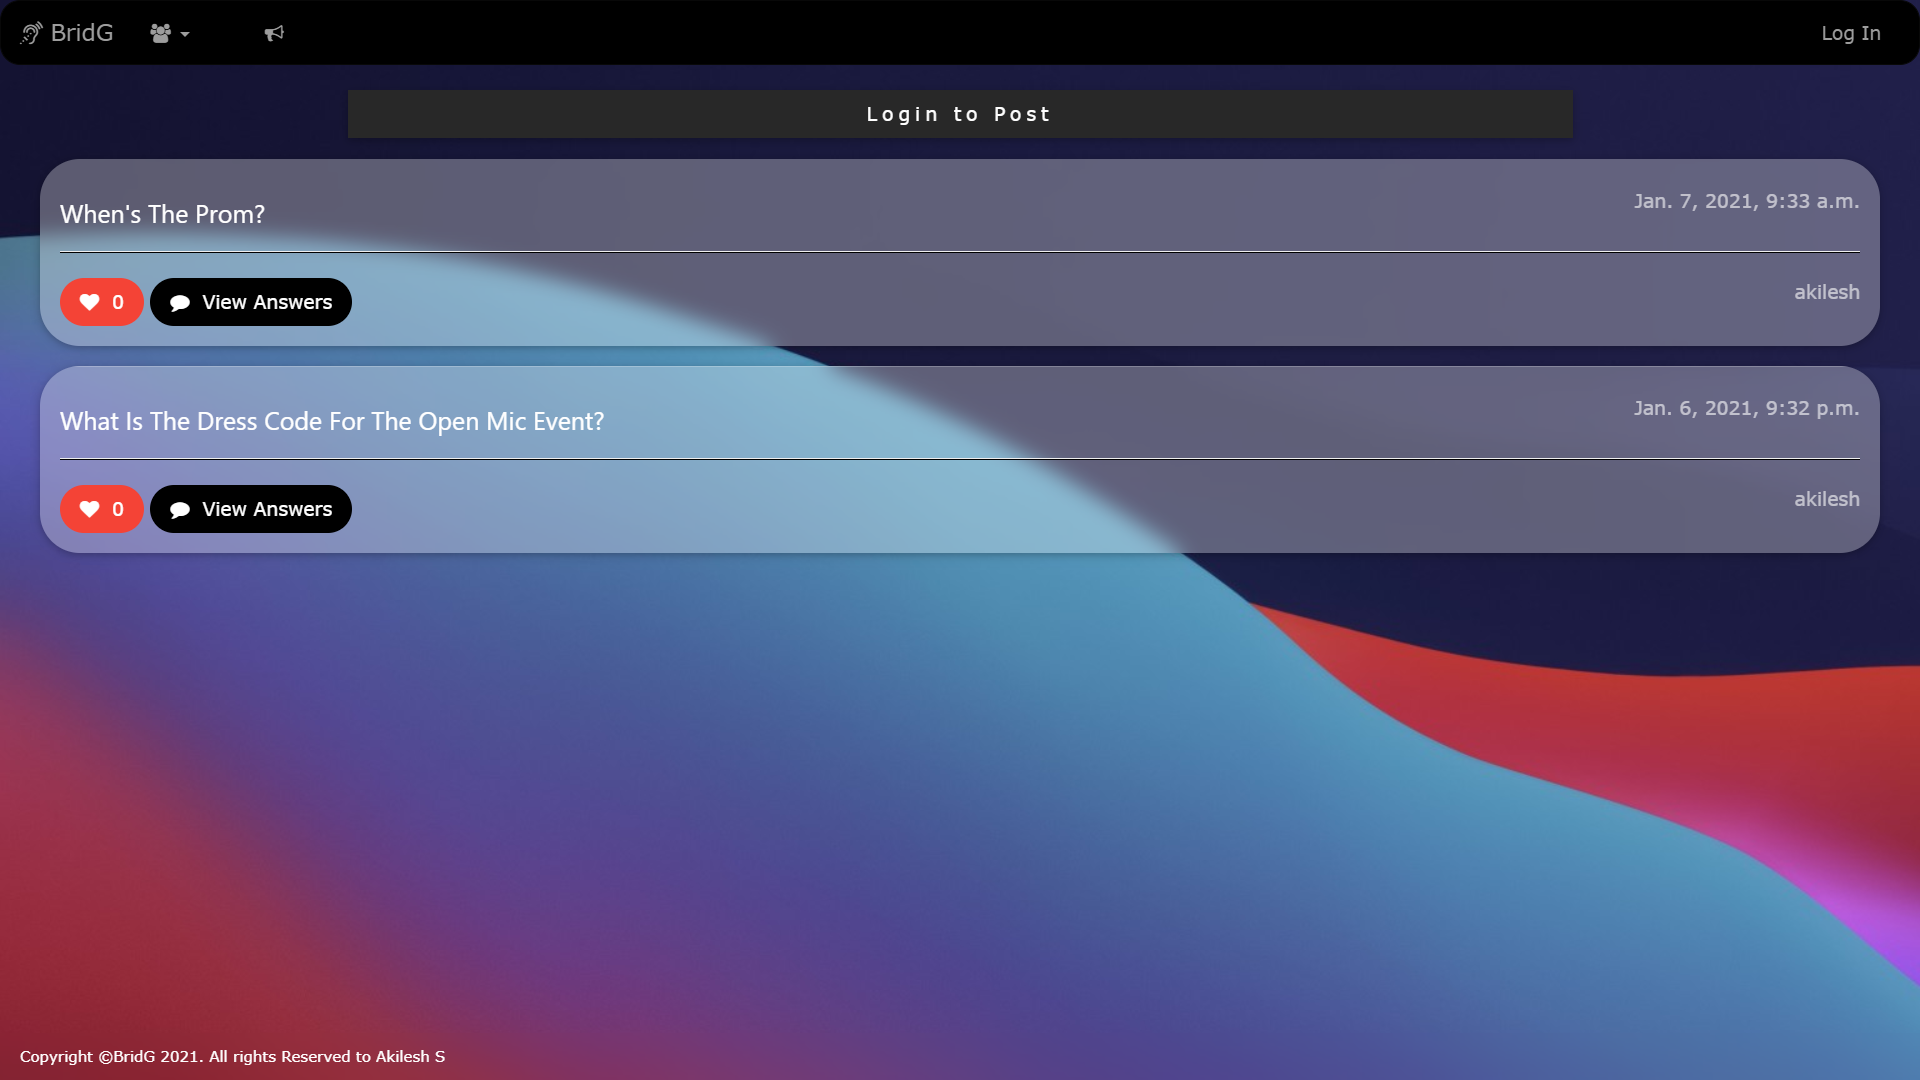 BridG
Log In
Login to Post
When's The Prom?
Jan. 7, 2021, 9:33 a.m.
0 View Answers
akilesh
What Is The Dress Code For The Open Mic Event?
Jan. 6, 2021, 9:32 p.m.
0 View Answers
akilesh
Copyright ©BridG 2021. All rights Reserved to Akilesh S